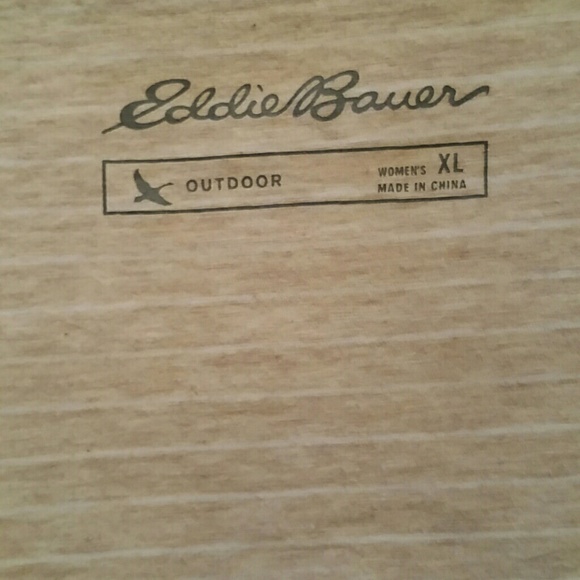 Eddie Bauer
OUTDOOR
WOMEN'S XL
MADE IN CHINA